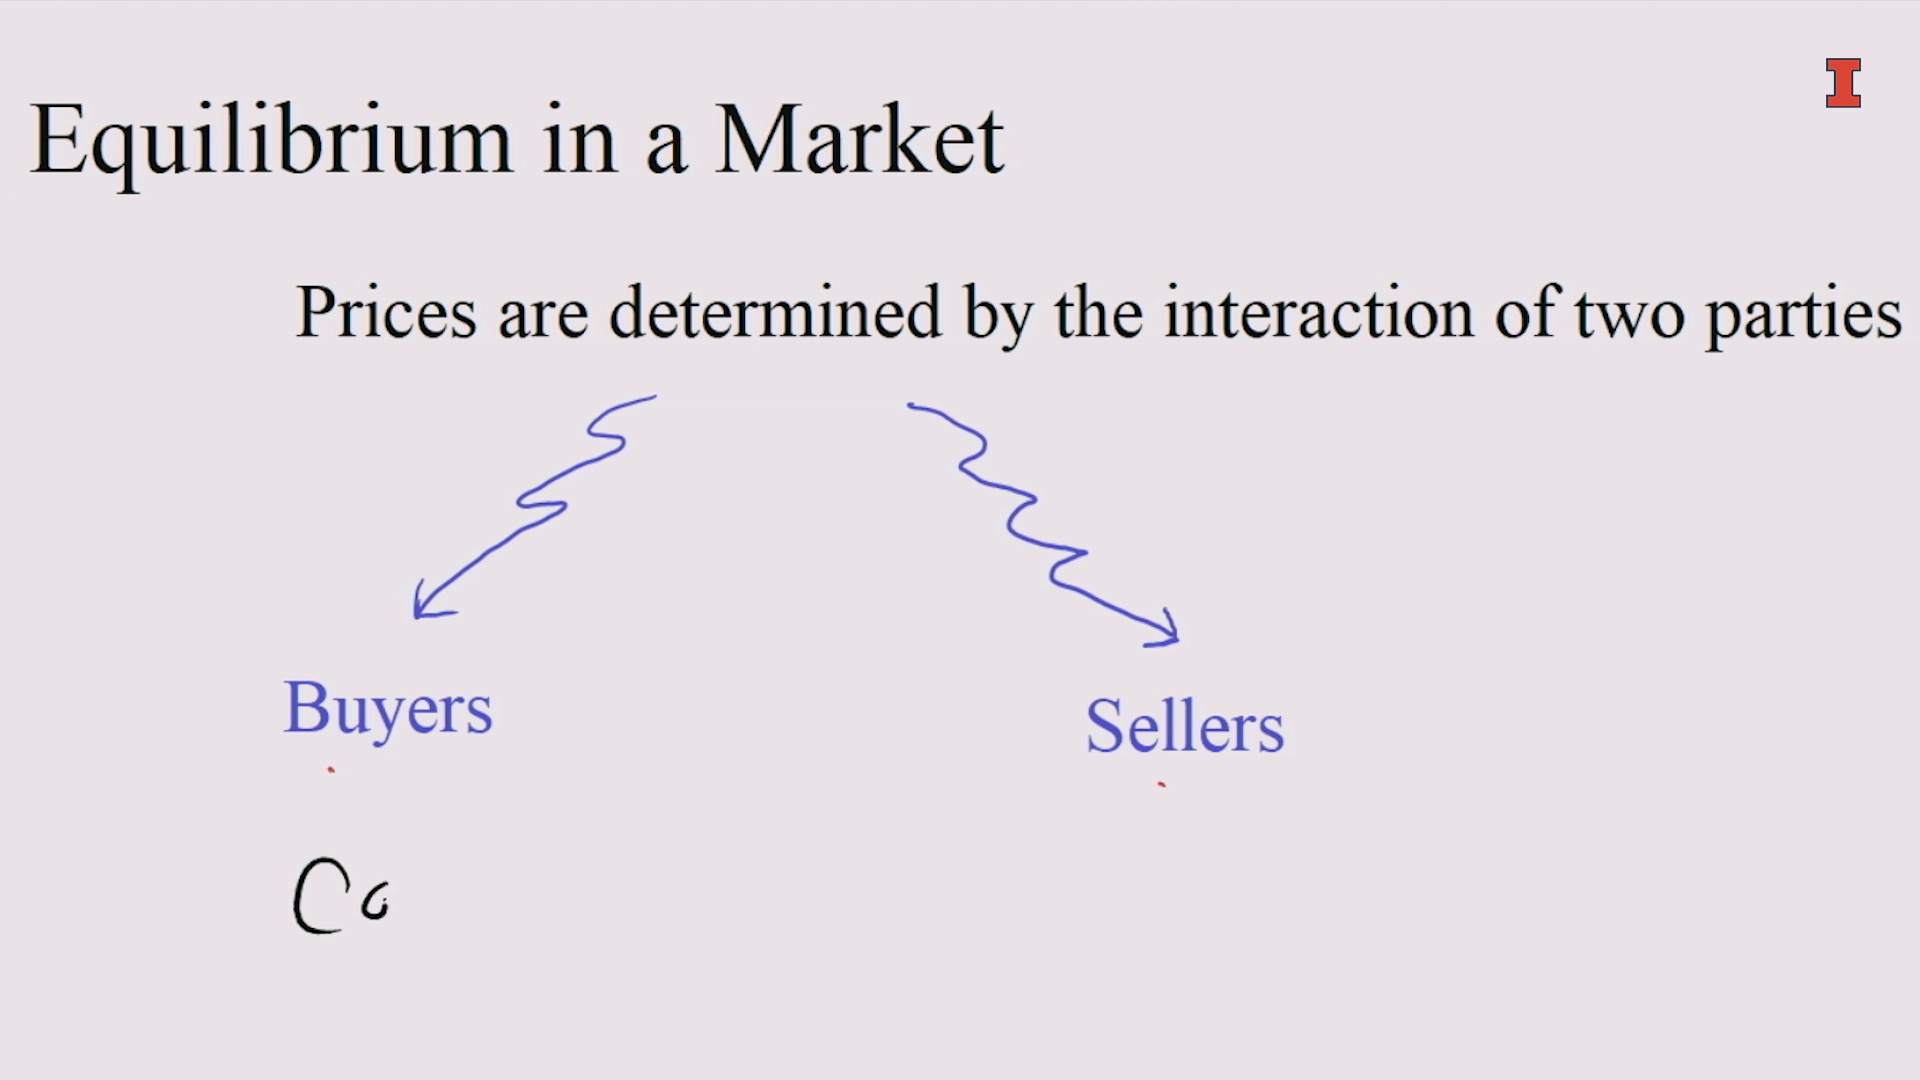 I
Equilibrium in a Market
Prices are determined by the interaction of two parties
Buyers
Sellers
Co